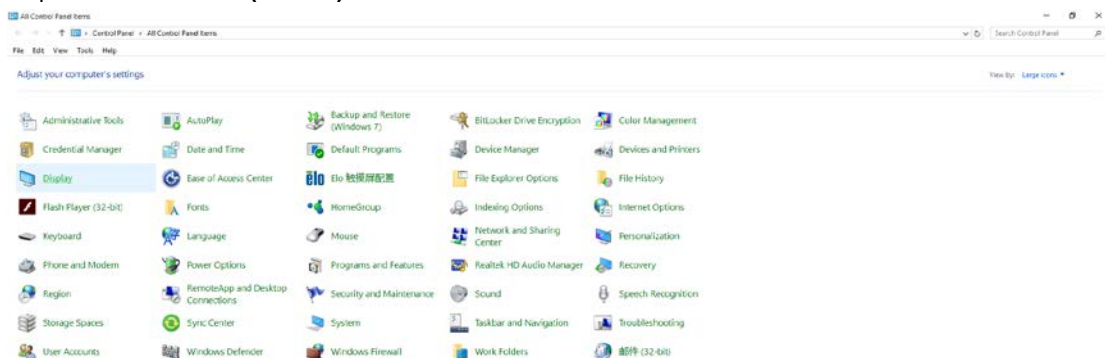 All Control Panel Items
Control Panel › All Control Panel Items
Search Control Panel
File Edit View Tools Help
Adjust your computer's settings
View by: Large icons
Administrative Tools
AutoPlay
Backup and Restore
(Windows 7)
BitLocker Drive Encryption
Color Management
Credential Manager
Date and Time
Default Programs
Device Manager
Devices and Printers
Display
Ease of Access Center
elo Elo 触摸屏配置
File Explorer Options
File History
Flash Player (32-bit)
Fonts
HomeGroup
Indexing Options
Internet Options
Keyboard
Language
Mouse
Network and Sharing
Center
Personalization
Phone and Modem
Power Options
Programs and Features
Realtek HD Audio Manager
Recovery
Region
RemoteApp and Desktop
Connections
Security and Maintenance
Sound
Speech Recognition
Storage Spaces
Sync Center
System
Taskbar and Navigation
Troubleshooting
User Accounts
Windows Defender
Windows Firewall
Work Folders
邮件 (32-bit)